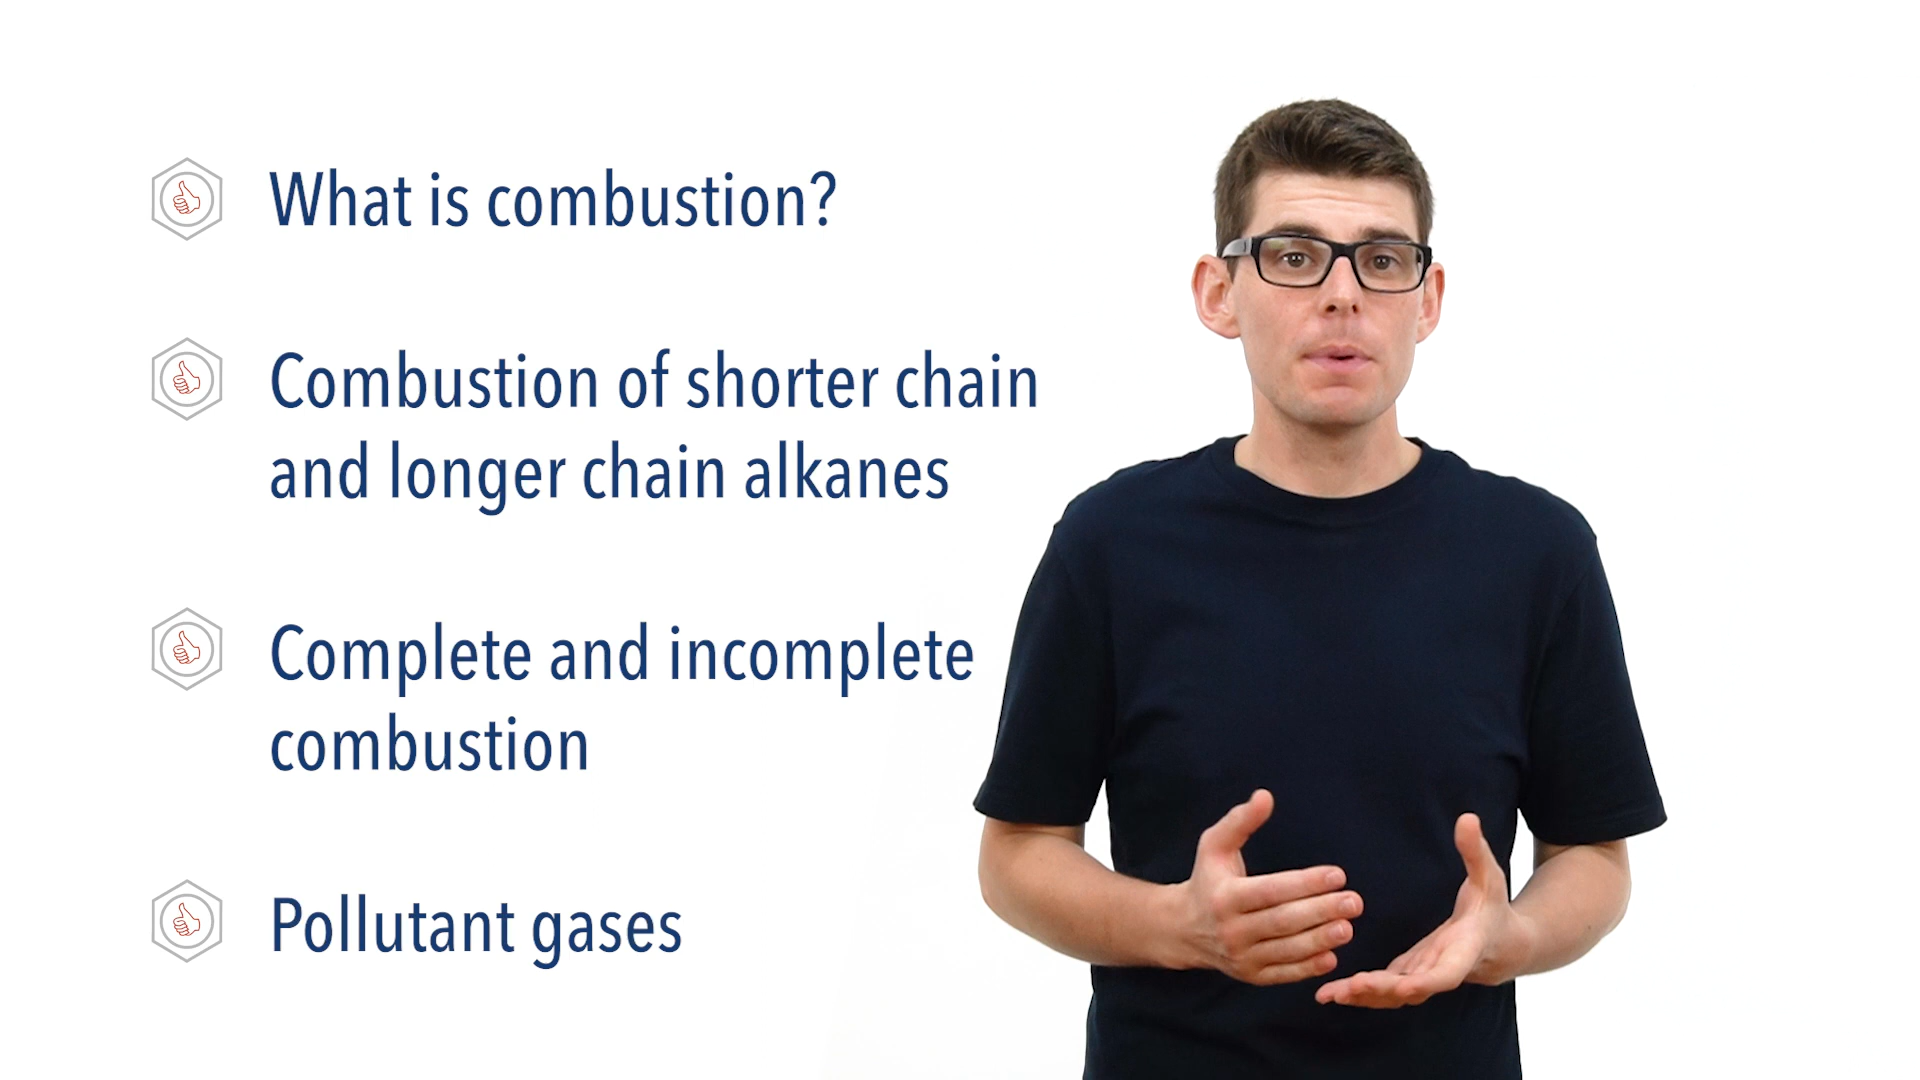 What is combustion?
Combustion of shorter chain
and longer chain alkanes
Complete and incomplete
combustion
Pollutant gases